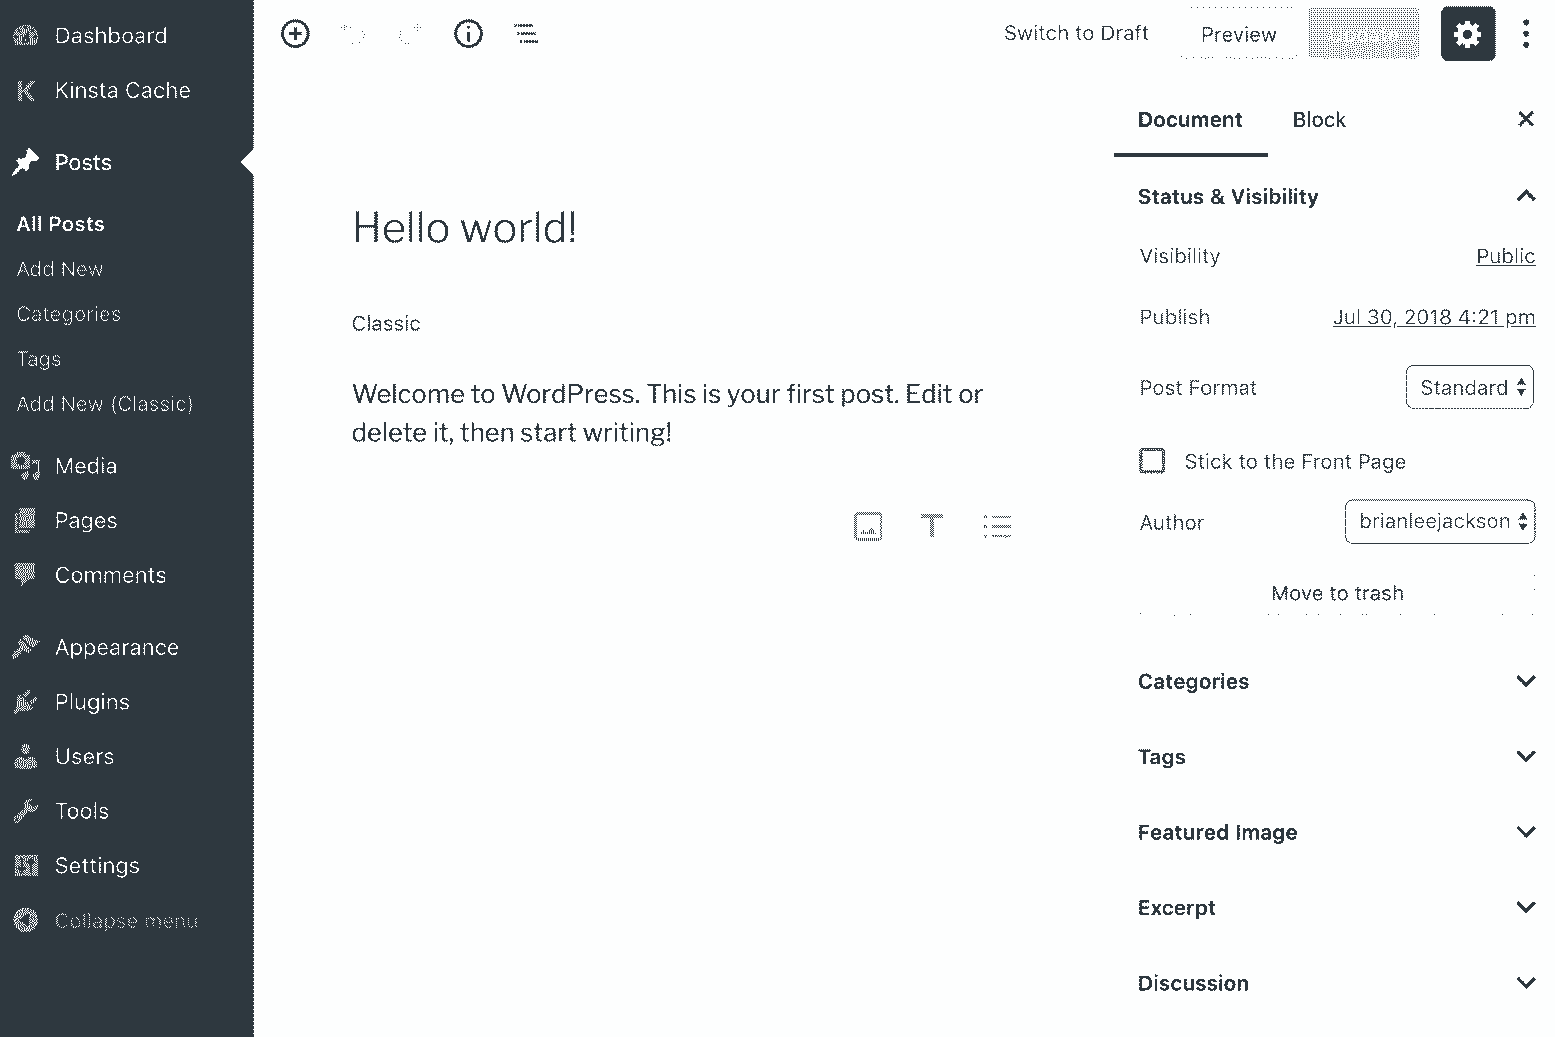 Dashboard
Kinsta Cache
Posts
All Posts
Add New
Categories
Tags
Add New (Classic)
Media
Pages
Comments
Appearance
Plugins
Users
Tools
Settings
Collapse menu
Switch to Draft
Preview
Hello world!
Classic
Welcome to WordPress. This is your first post. Edit or
delete it, then start writing!
Document
Block
Status & Visibility
Visibility
Public
Publish
Jul 30, 2018 4:21 pm
Post Format
Standard
Stick to the Front Page
Author
brianleejackson
Move to trash
Categories
Tags
Featured Image
Excerpt
Discussion